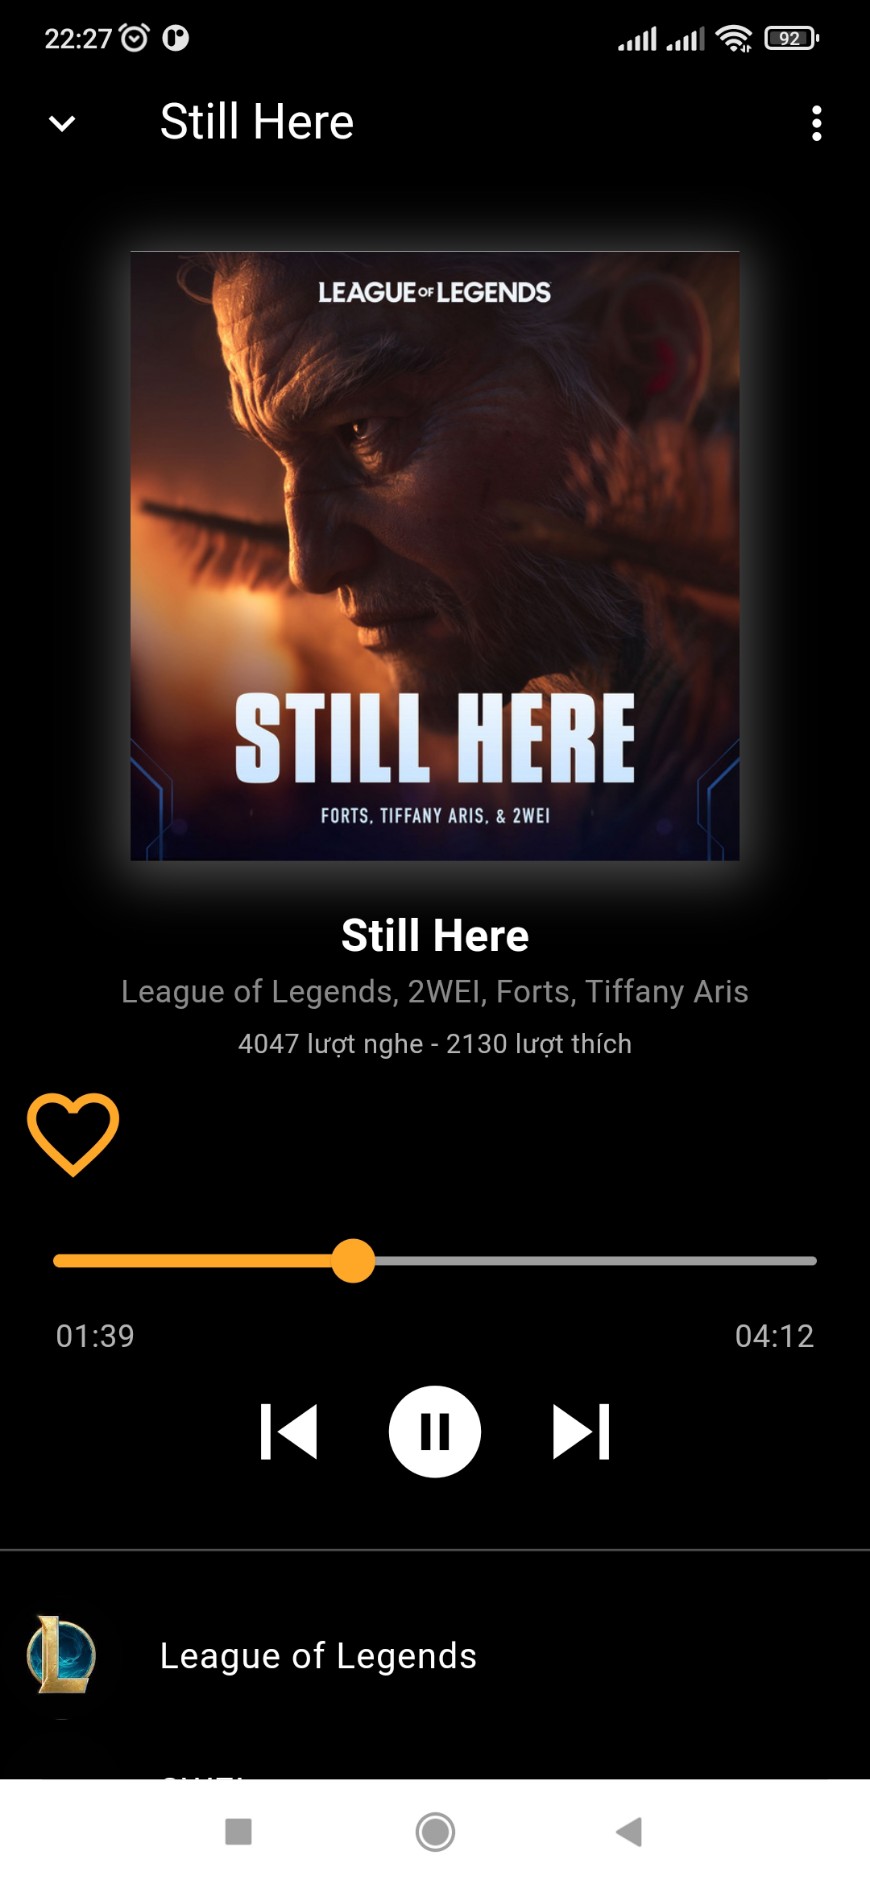 22:27
92
Still Here
LEAGUE OF LEGENDS
STILL HERE
FORTS, TIFFANY ARIS, & 2WEI
Still Here
League of Legends, 2WEI, Forts, Tiffany Aris
4047 lượt nghe - 2130 lượt thích
01:39
04:12
League of Legends